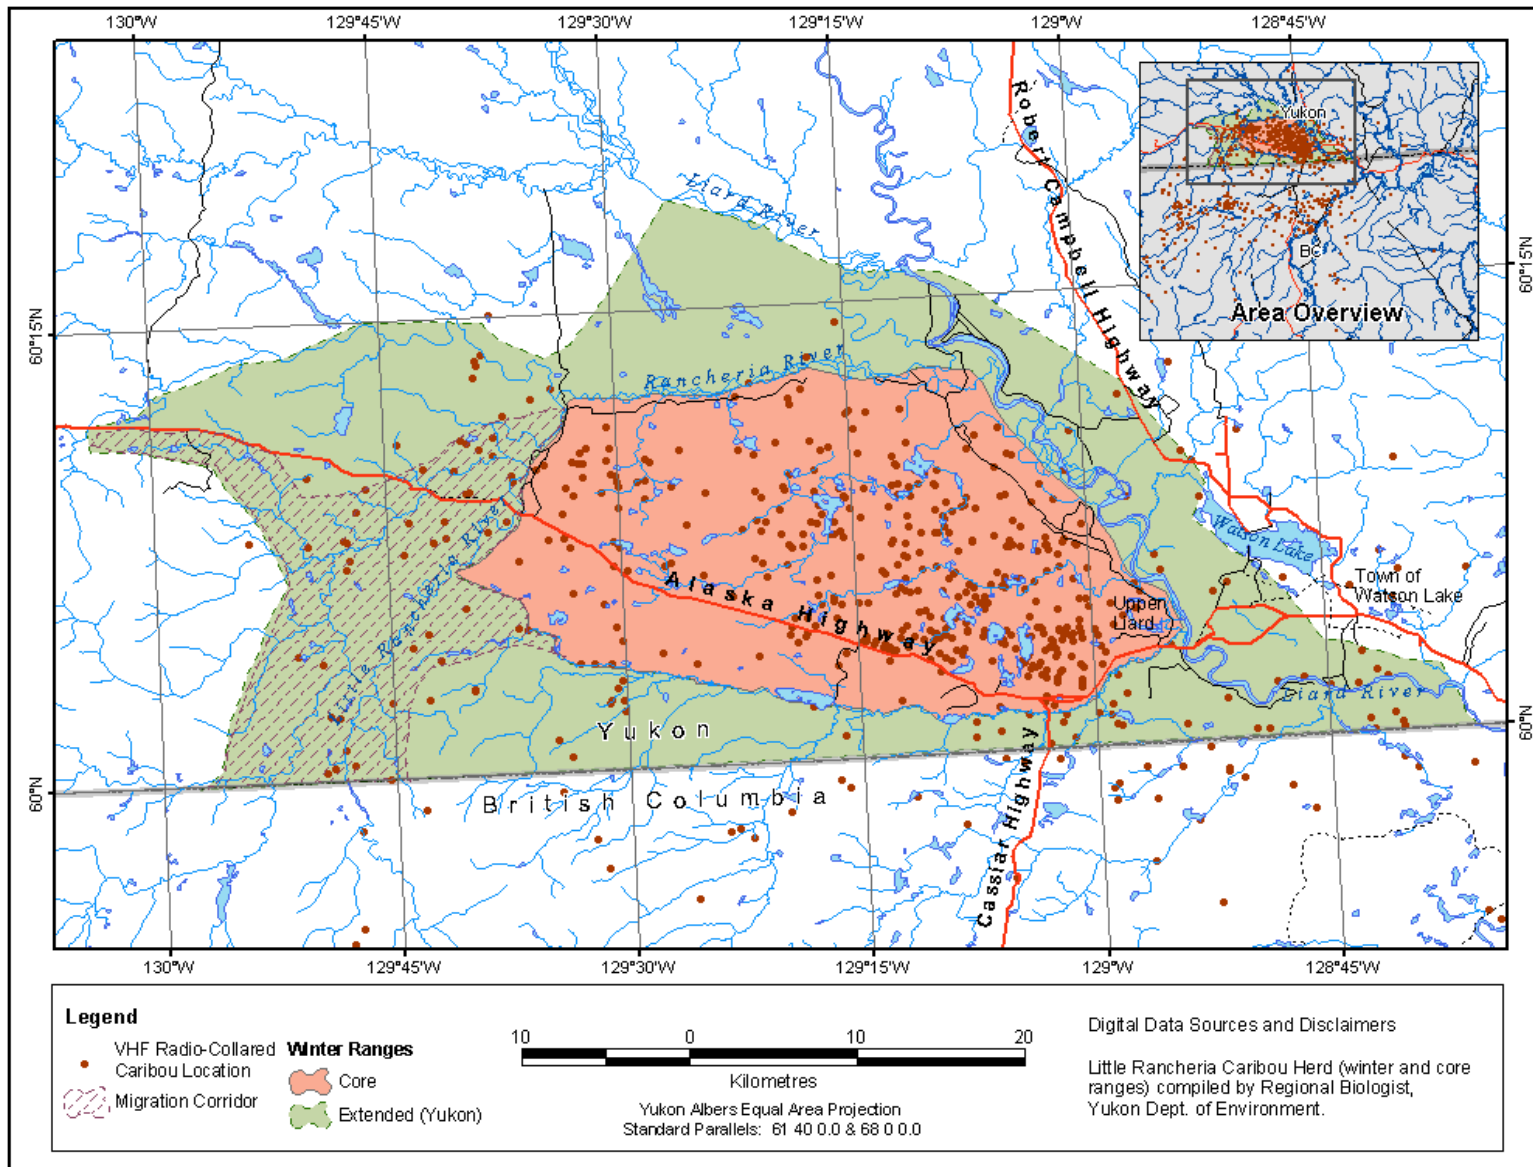 130°W
129°45'W
129°30'W
129°15'W
129°W
128°45'W
60°15'N
60°15'N
60°N
60°N
Robert Campbell Highway
Liard River
Rancheria River
Little Rancheria River
Alaska Highway
Watson Lake
Town of
Watson Lake
Upper
Liard
Liard River
Yukon
British Columbia
Cassiar Highway
Yukon
BC
Area Overview
130°W
129°45'W
129°30'W
129°15'W
129°W
128°45'W
Legend
VHF Radio-Collared
Caribou Location
Migration Corridor
Winter Ranges
Core
Extended (Yukon)
10 0 10 20
Kilometres
Yukon Albers Equal Area Projection
Standard Parallels: 61 40 0.0 & 68 0 0.0
Digital Data Sources and Disclaimers
Little Rancheria Caribou Herd (winter and core
ranges) compiled by Regional Biologist,
Yukon Dept. of Environment.